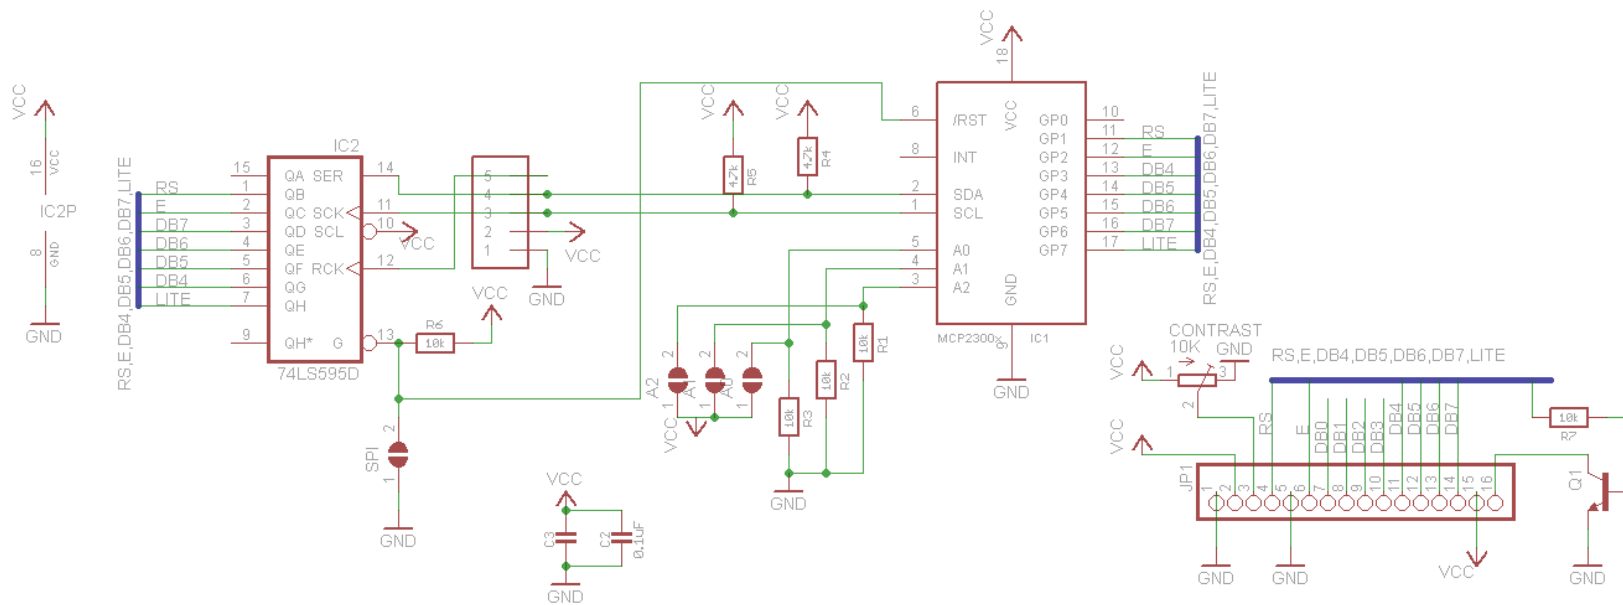 VCC
16
VCC
IC2P
8
GND
GND
RS,E,DB4,DB5,DB6,DB7,LITE
RS
E
DB7
DB6
DB5
DB4
LITE
IC2
15
1
2
3
4
5
6
7
9
QA
QB
QC
QD
QE
QF
QG
QH
QH*
SER
SCK
SCL
RCK
G
14
11
10
12
13
74LS595D
VCC
5
4
3
2
1
VCC
GND
VCC
R6
10k
SPI
2
1
GND
VCC
C3
C2
0.1uF
GND
VCC
4.7k
R5
VCC
4.7k
R4
A2
2
1
A1
2
1
A0
2
1
VCC
10k
R3
10k
R2
10k
R1
GND
VCC
18
VCC
6
8
2
1
5
4
3
/RST
INT
SDA
SCL
A0
A1
A2
GP0
GP1
GP2
GP3
GP4
GP5
GP6
GP7
10
11
12
13
14
15
16
17
RS
E
DB4
DB5
DB6
DB7
LITE
RS,E,DB4,DB5,DB6,DB7,LITE
GND
MCP2300x
9
IC1
GND
CONTRAST
10K
GND
VCC
1
3
2
RS,E,DB4,DB5,DB6,DB7,LITE
VCC
RS
E
DB0
DB1
DB2
DB3
DB4
DB5
DB6
DB7
10k
R7
JP1
1
2
3
4
5
6
7
8
9
10
11
12
13
14
15
16
Q1
GND
GND
VCC
GND